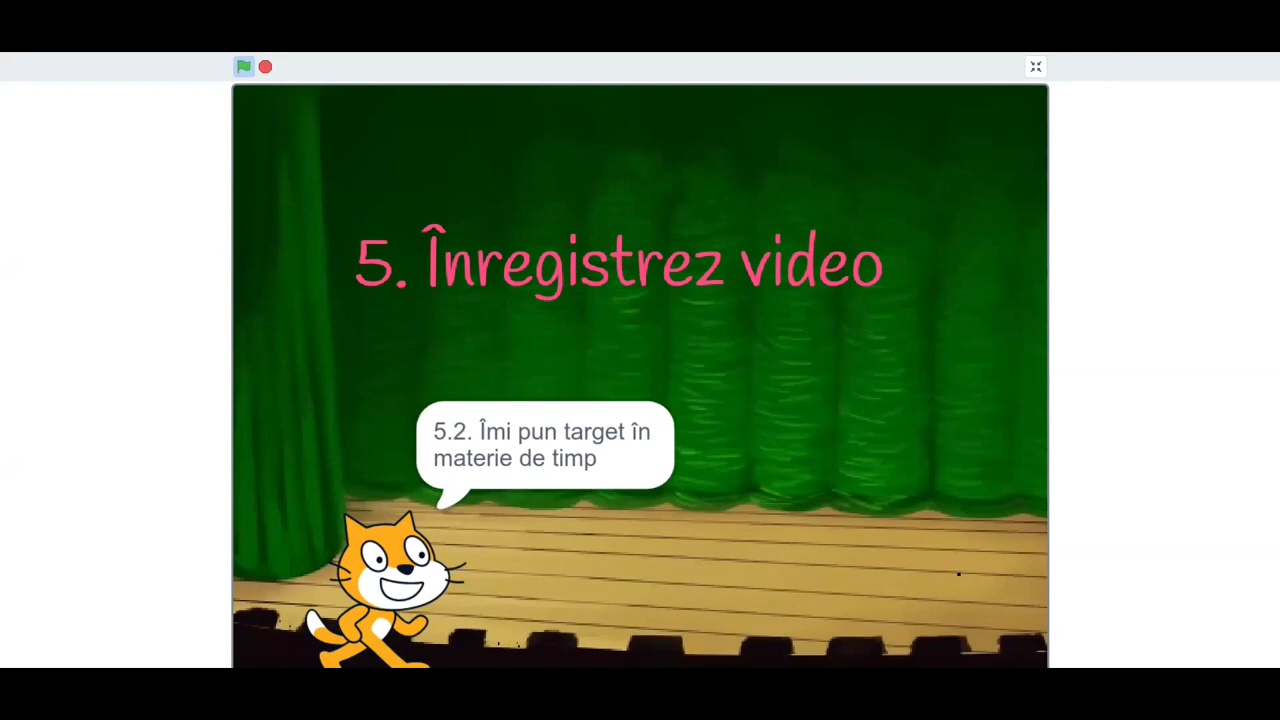 5. Înregistrez video
5.2. Îmi pun target în
materie de timp